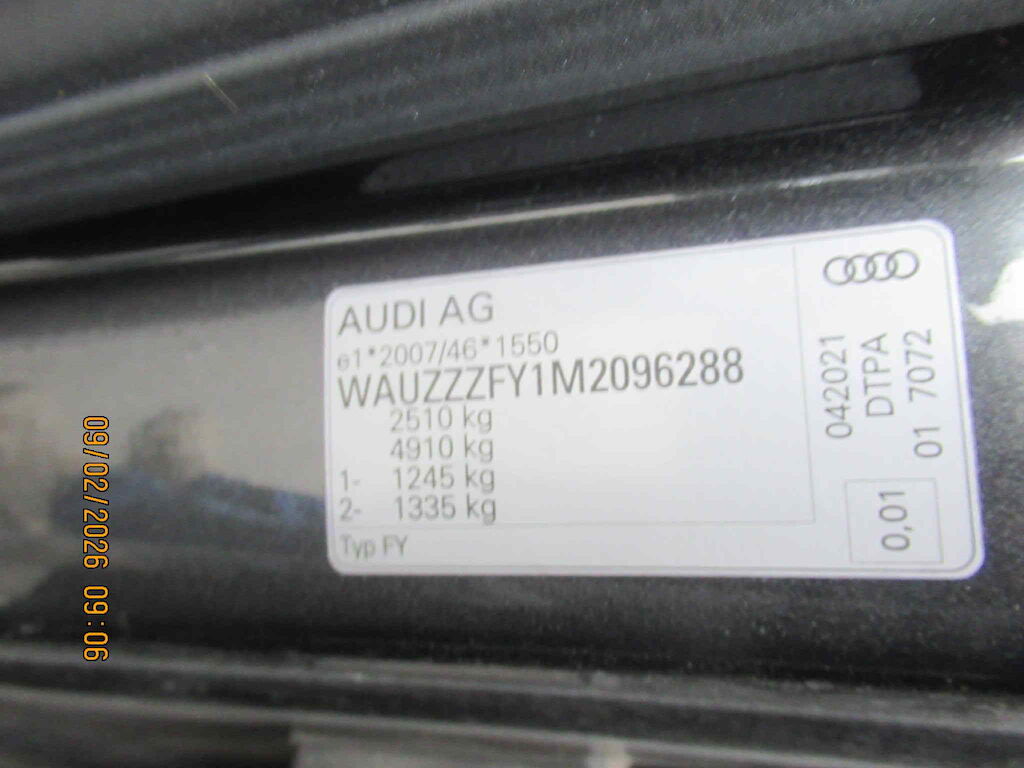 AUDI AG
e1*2007/46*1550
WAUZZZFY1M2096288
2510 kg
4910 kg
1- 1245 kg
2- 1335 kg
Typ FY
042021
DTPA
01 7072
0,01
09/02/2026 09:06